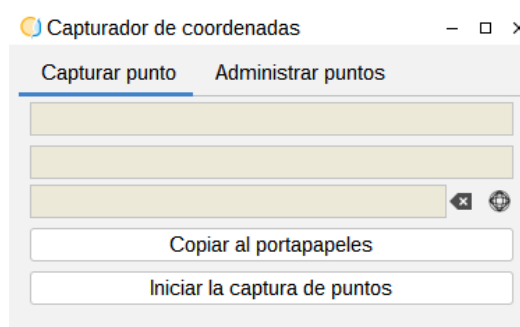 Capturador de coordenadas
Capturar punto Administrar puntos
Copiar al portapapeles
Iniciar la captura de puntos